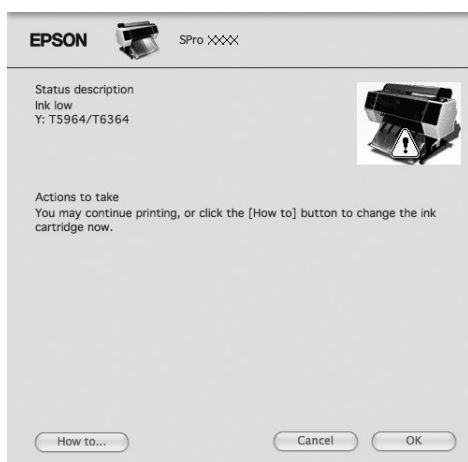 EPSON
SPro XXXX
Status description
Ink low
Y: T5964/T6364
Actions to take
You may continue printing, or click the [How to] button to change the ink
cartridge now.
How to...
Cancel
OK